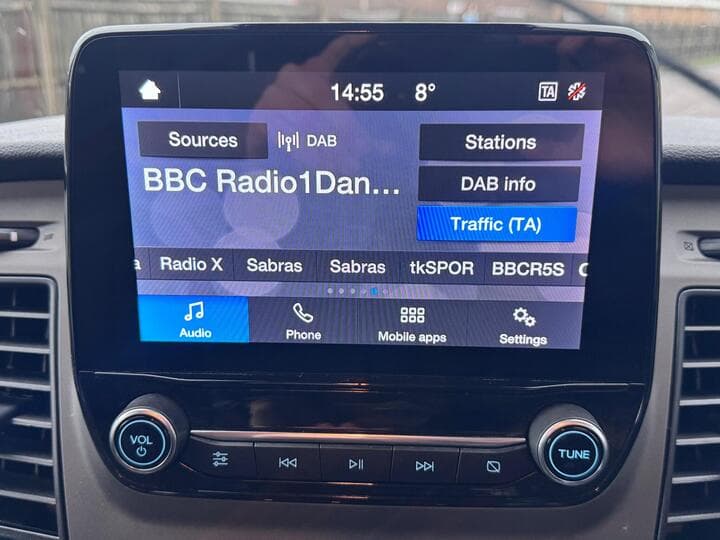 14:55 8° TA
Sources DAB Stations
BBC Radio1Dan... DAB info
Traffic (TA)
a Radio X Sabras Sabras tkSPOR BBCR5S
Audio Phone Mobile apps Settings
VOL TUNE